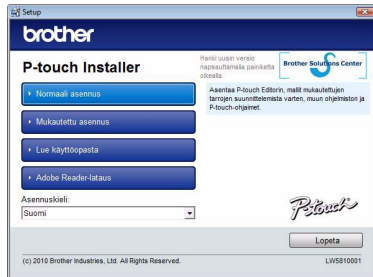 Setup
brother
P-touch Installer
Hanki uusin versio
napsauttamalla painiketta
oikealla.
Brother Solutions Center
Normaali asennus
Mukautettu asennus
Lue käyttöopasta
Adobe Reader-lataus
Asentaa P-touch Editorin, mallit mukautettujen
tarrojen suunnittelemista varten, muun ohjelmiston ja
P-touch-ohjaimet.
Asennuskieli:
Suomi
P-touch
Lopeta
(c) 2010 Brother Industries, Ltd. All Rights Reserved.
LW5810001